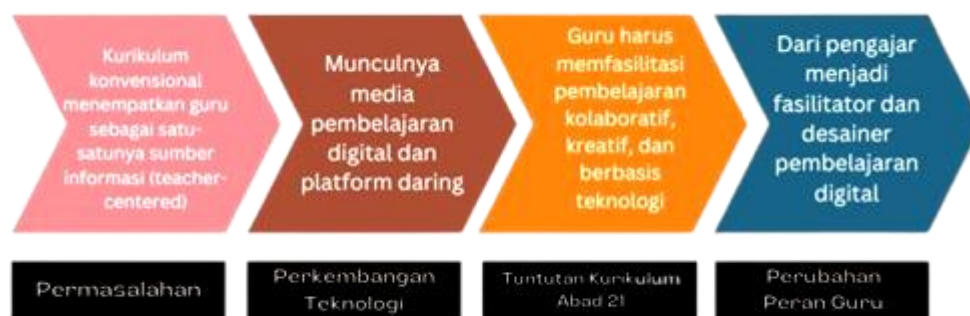 Kurikulum
konvensional
menempatkan guru
sebagai satu-
satunya sumber
informasi (teacher-
centered)
Munculnya
media
pembelajaran
digital dan
platform daring
Guru harus
memfasilitasi
pembelajaran
kolaboratif,
kreatif, dan
berbasis
teknologi
Dari pengajar
menjadi
fasilitator dan
desainer
pembelajaran
digital
Permasalahan
Perkembangan
Teknologi
Tuntutan Kurikulum
Abad 21
Perubahan
Peran Guru